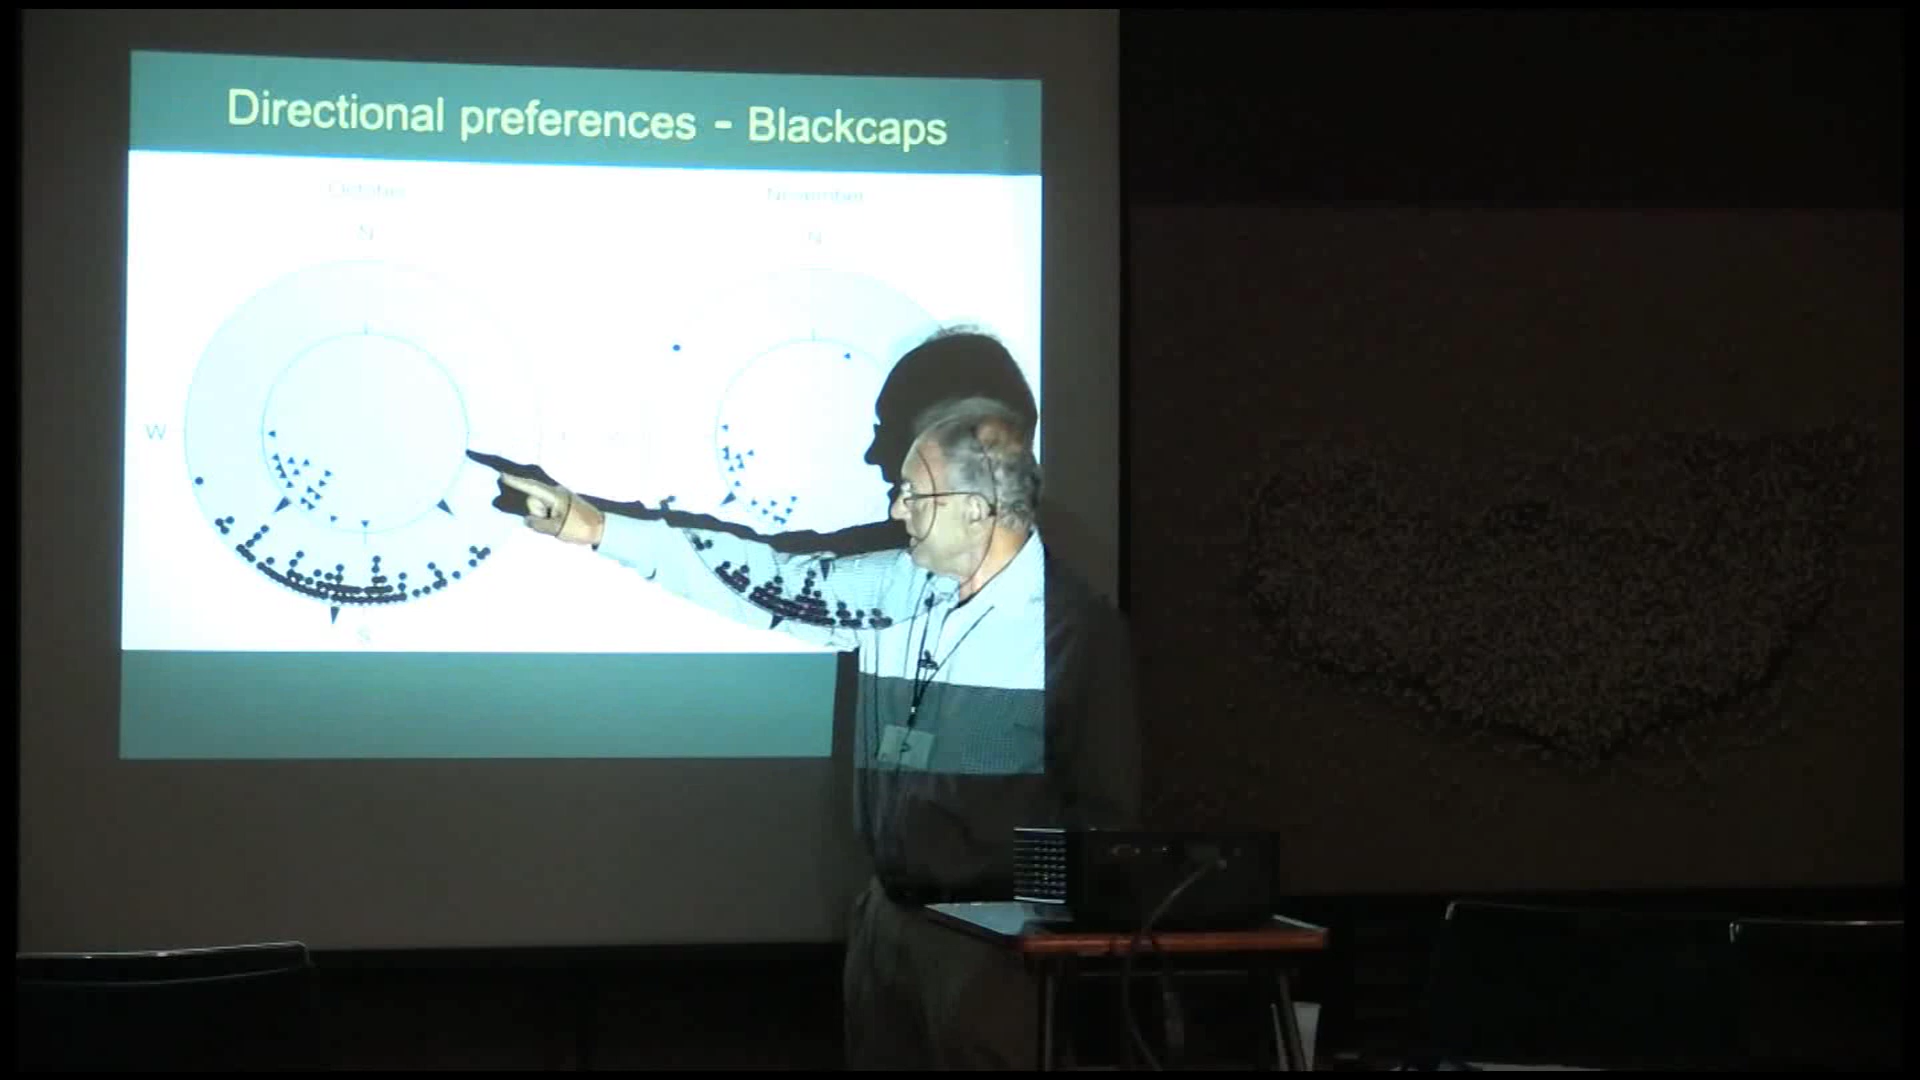 Directional preferences - Blackcaps
October November
N N
W
S